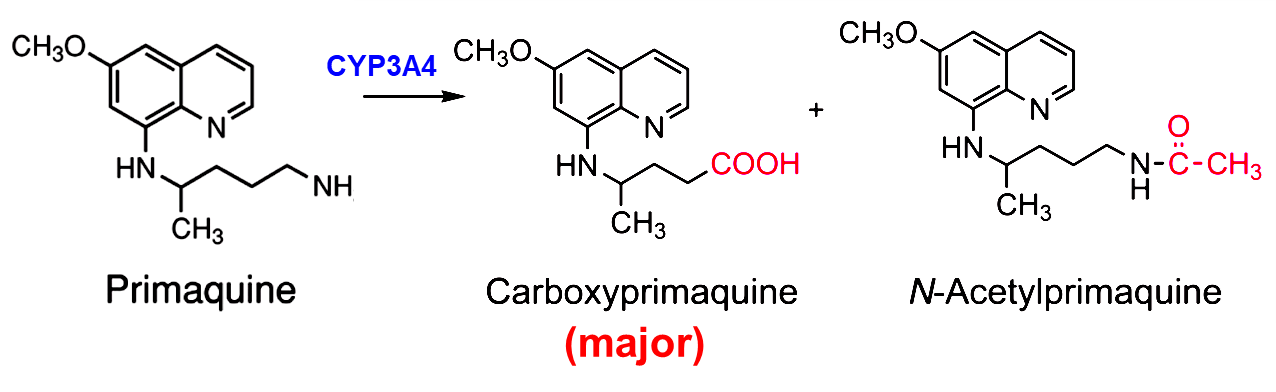 CH₃O
N
HN
NH
CH₃
Primaquine
CYP3A4
CH₃O
N
HN
COOH
CH₃
Carboxyprimaquine
(major)
+
CH₃O
N
HN
O
N
H
C
CH₃
CH₃
N-Acetylprimaquine